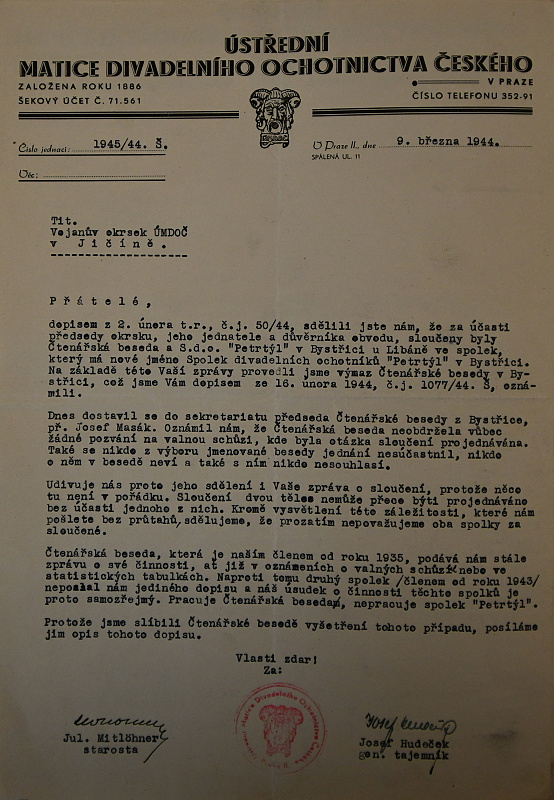 ÚSTŘEDNÍ
MATICE DIVADELNÍHO OCHOTNICTVA ČESKÉHO
ZALOŽENA ROKU 1886
V PRAZE
ŠEKOVÝ ÚČET Č. 71.561
ČÍSLO TELEFONU 352-91
Číslo jednací: 1945/44. Š.
V Praze II., dne 9. března 1944.
SPÁLENÁ UL. 11
Věc:
Tit.
Vojanův okrsek ÚMDOČ
v Jičíně.
Přátelé,
dopisem z 2. února t.r., č.j. 50/44, sdělili jste nám, že za účasti
předsedy okrsku, jeho jednatele a důvěrníka obvodu, sloučeny byly
Čtenářská beseda a S.d.o. "Petrtýl" v Bystřici u Libáně ve spolek,
který má nové jméno Spolek divadelních ochotníků "Petrtýl" v Bystřici.
Na základě této Vaší zprávy provedli jsme výmaz Čtenářské besedy v By-
střici, což jsme Vám dopisem ze 16. února 1944, č.j. 1077/44. Š, ozná-
mili.
Dnes dostavil se do sekretariatu předseda Čtenářské besedy z Bystřice,
př. Josef Masák. Oznámil nám, že Čtenářská beseda neobdržela vůbec
žádné pozvání na valnou schůzi, kde byla otázka sloučení projednávána.
Také se nikdo z výboru jmenované besedy jednání nesúčastnil, nikdo
o něm v besedě neví a také s ním nikdo nesouhlasí.
Udivuje nás proto jeho sdělení i Vaše zpráva o sloučení, protože něco
tu není v pořádku. Sloučení dvou těles nemůže přece býti projednáváno
bez účasti jednoho z nich. Kromě vysvětlení této záležitosti, které nám
pošlete bez průtahů, sdělujeme, že prozatím nepovažujeme oba spolky za
sloučené.
Čtenářská beseda, která je naším členem od roku 1935, podává nám stále
zprávu o své činnosti, ať již v oznámeních o valných schůzích nebo ve
statistických tabulkách. Naproti tomu druhý spolek /členem od roku 1943/
neposlal nám jediného dopisu a náš úsudek o činnosti těchto spolků je
proto samozřejmý. Pracuje Čtenářská beseda, nepracuje spolek "Petrtýl".
Protože jsme slíbili Čtenářské besedě vyšetření tohoto případu, posíláme
jim opis tohoto dopisu.
Vlasti zdar!
Za:
Jul. Mitlöhner
starosta
Josef Hudeček
gen. tajemník